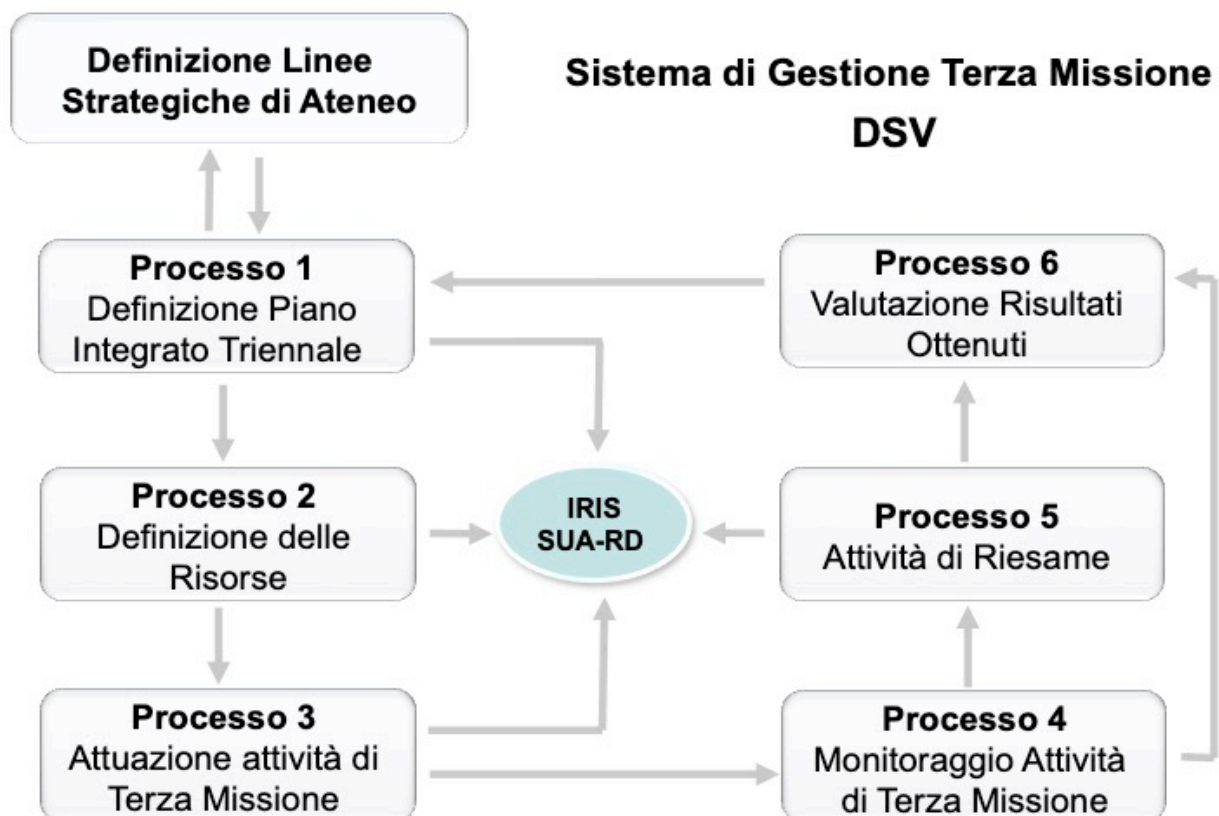 Definizione Linee
Strategiche di Ateneo
Sistema di Gestione Terza Missione
DSV
Processo 1
Definizione Piano
Integrato Triennale
Processo 6
Valutazione Risultati
Ottenuti
Processo 2
Definizione delle
Risorse
IRIS
SUA-RD
Processo 5
Attività di Riesame
Processo 3
Attuazione attività di
Terza Missione
Processo 4
Monitoraggio Attività
di Terza Missione